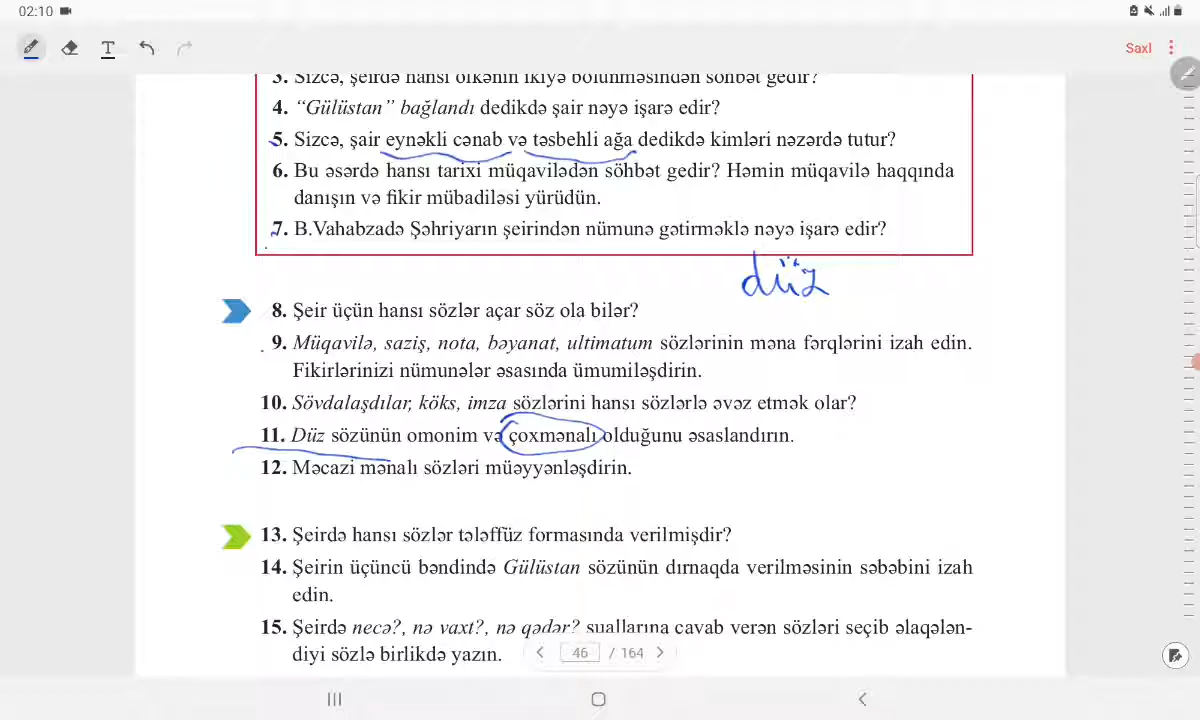 02:10
Saxl
3. Sizcə, şeirdə hansı ölkənin ikiyə bölünməsindən söhbət gedir?
4. “Gülüstan” bağlandı dedikdə şair nəyə işarə edir?
5. Sizcə, şair eynəkli cənab və təsbehli ağa dedikdə kimləri nəzərdə tutur?
6. Bu əsərdə hansı tarixi müqavilədən söhbət gedir? Həmin müqavilə haqqında
danışın və fikir mübadiləsi yürüdün.
7. B.Vahabzadə Şəhriyarın şeirindən nümunə gətirməklə nəyə işarə edir?
düz
8. Şeir üçün hansı sözlər açar söz ola bilər?
9. Müqavilə, saziş, nota, bəyanat, ultimatum sözlərinin məna fərqlərini izah edin.
Fikirlərinizi nümunələr əsasında ümumiləşdirin.
10. Sövdalaşdılar, köks, imza sözlərini hansı sözlərlə əvəz etmək olar?
11. Düz sözünün omonim və çoxmənalı olduğunu əsaslandırın.
12. Məcazi mənalı sözləri müəyyənləşdirin.
13. Şeirdə hansı sözlər tələffüz formasında verilmişdir?
14. Şeirin üçüncü bəndində Gülüstan sözünün dırnaqda verilməsinin səbəbini izah
edin.
15. Şeirdə necə?, nə vaxt?, nə qədər? suallarına cavab verən sözləri seçib əlaqələn-
diyi sözlə birlikdə yazın.
46 / 164